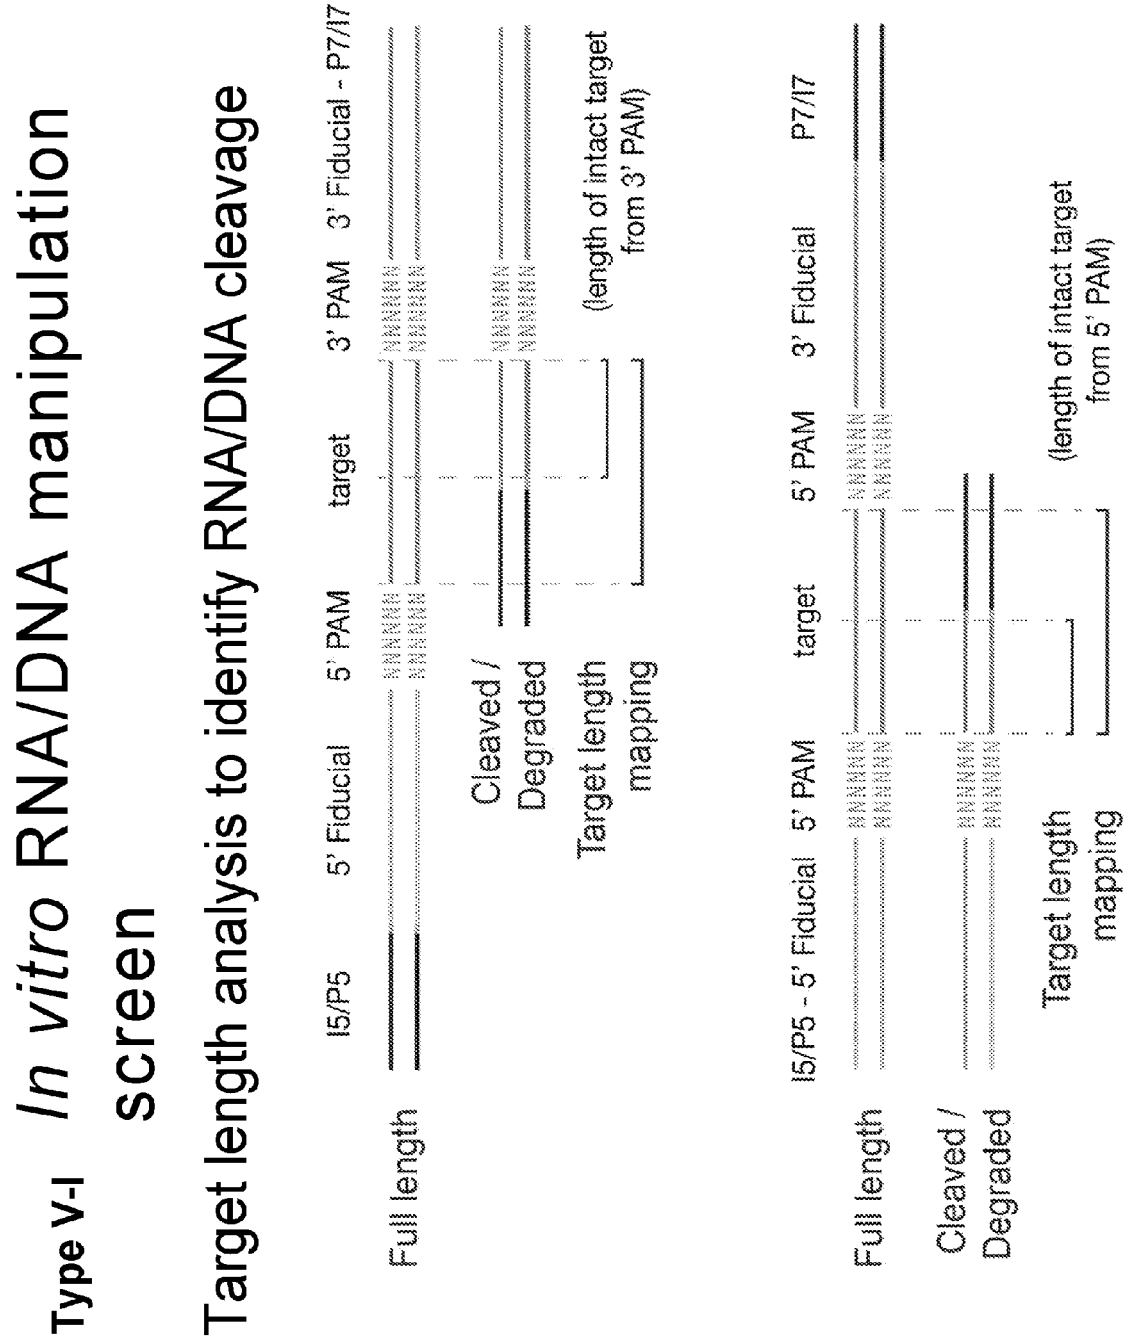 Type V-I In vitro RNA/DNA manipulation
screen
Target length analysis to identify RNA/DNA cleavage
I5/P5 5' Fiducial 5' PAM target 3' PAM 3' Fiducial - P7/I7
Full length
NNNNNN NNNNNN
NNNNNN NNNNNN
Cleaved /
Degraded
NNNNNN
NNNNNN
Target length
mapping
(length of intact target
from 3' PAM)
I5/P5 - 5' Fiducial 5' PAM target 5' PAM 3' Fiducial P7/I7
Full length
NNNNNN NNNNNN
NNNNNN NNNNNN
Cleaved /
Degraded
NNNNNN
NNNNNN
Target length
mapping
(length of intact target
from 5' PAM)